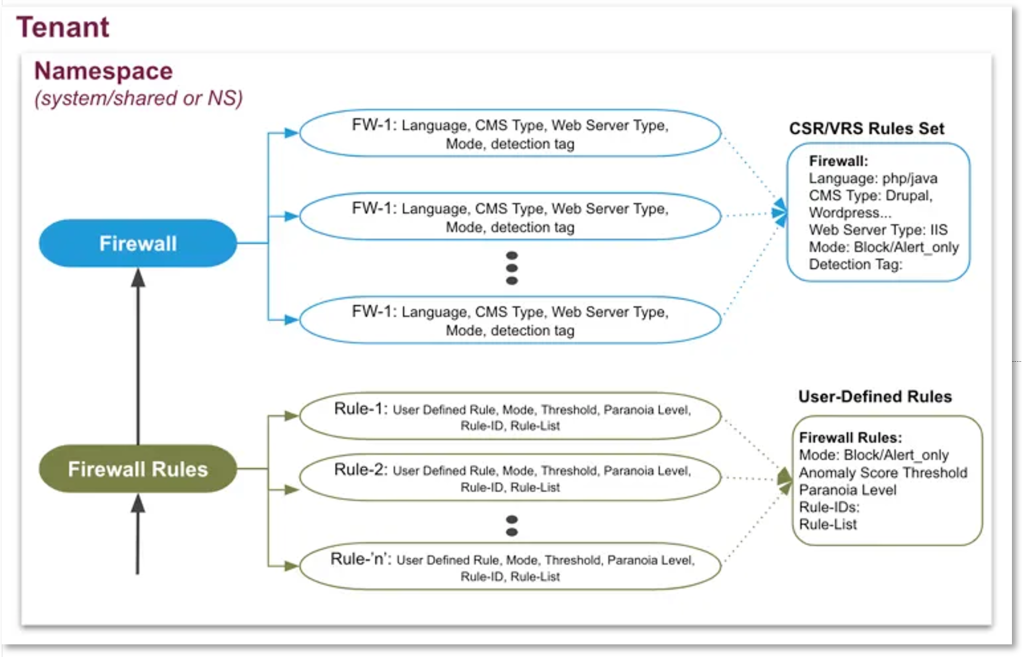 Tenant
Namespace
(system/shared or NS)
Firewall
FW-1: Language, CMS Type, Web Server Type,
Mode, detection tag
FW-1: Language, CMS Type, Web Server Type,
Mode, detection tag
FW-1: Language, CMS Type, Web Server Type,
Mode, detection tag
CSR/VRS Rules Set
Firewall:
Language: php/java
CMS Type: Drupal,
Wordpress...
Web Server Type: IIS
Mode: Block/Alert_only
Detection Tag:
Firewall Rules
Rule-1: User Defined Rule, Mode, Threshold, Paranoia Level,
Rule-ID, Rule-List
Rule-2: User Defined Rule, Mode, Threshold, Paranoia Level,
Rule-ID, Rule-List
Rule-'n': User Defined Rule, Mode, Threshold, Paranoia Level,
Rule-ID, Rule-List
User-Defined Rules
Firewall Rules:
Mode: Block/Alert_only
Anomaly Score Threshold
Paranoia Level
Rule-IDs:
Rule-List